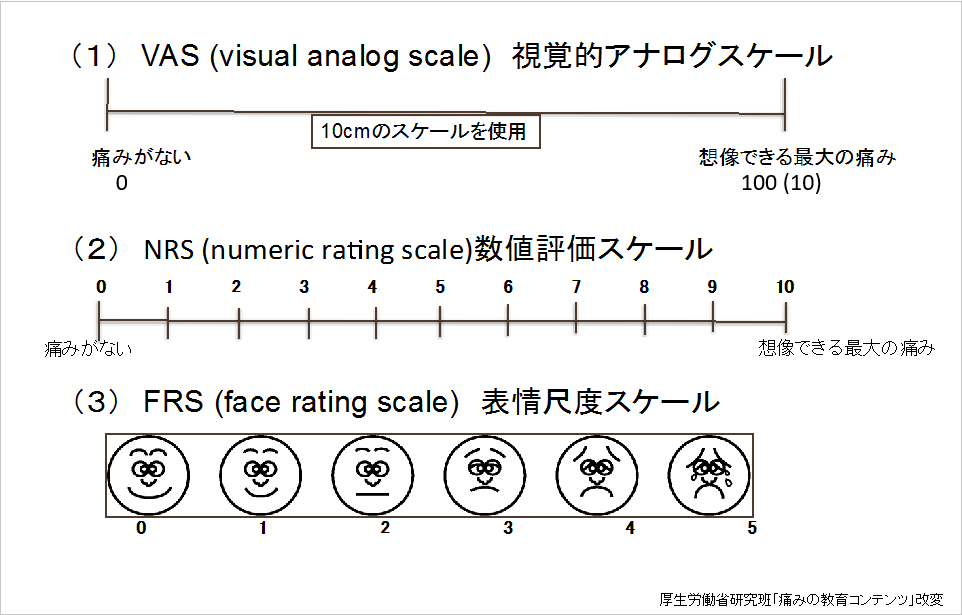 （１） VAS (visual analog scale) 視覚的アナログスケール
10cmのスケールを使用
痛みがない
0
想像できる最大の痛み
100 (10)
（２） NRS (numeric rating scale)数値評価スケール
0 1 2 3 4 5 6 7 8 9 10
痛みがない 想像できる最大の痛み
（３） FRS (face rating scale) 表情尺度スケール
0 1 2 3 4 5
厚生労働省研究班｢痛みの教育コンテンツ｣改変